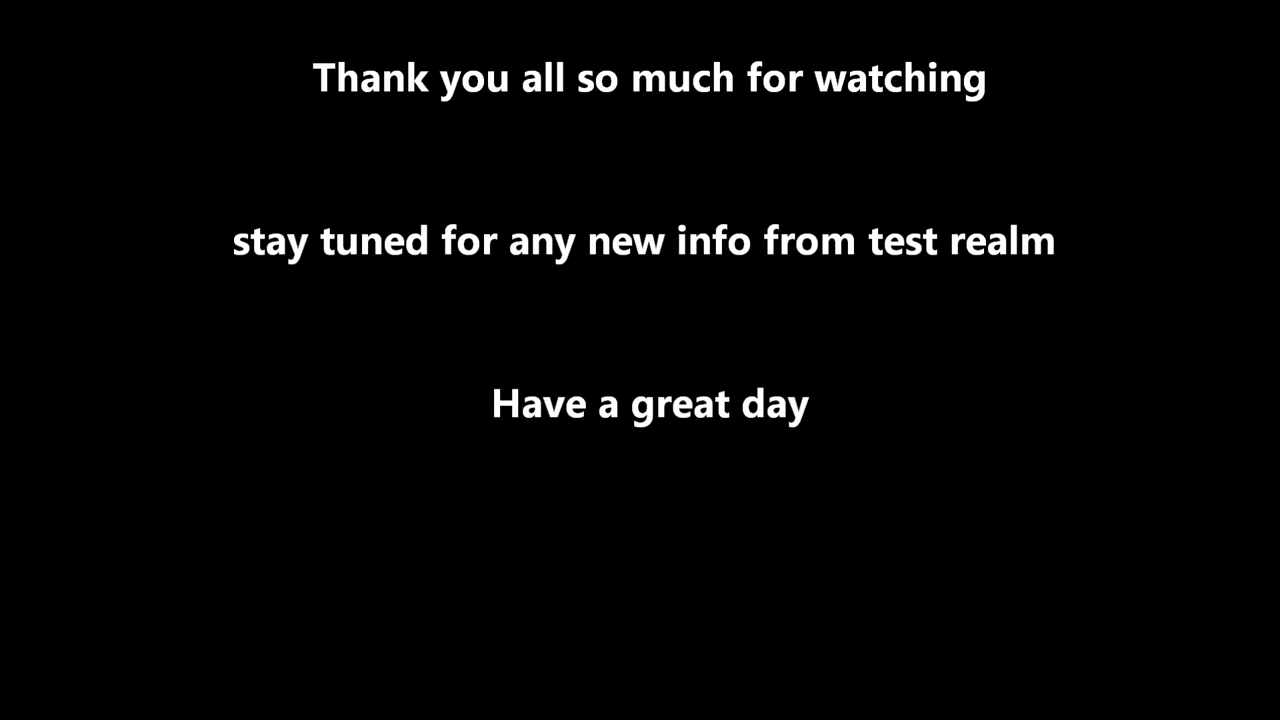 Thank you all so much for watching
stay tuned for any new info from test realm
Have a great day